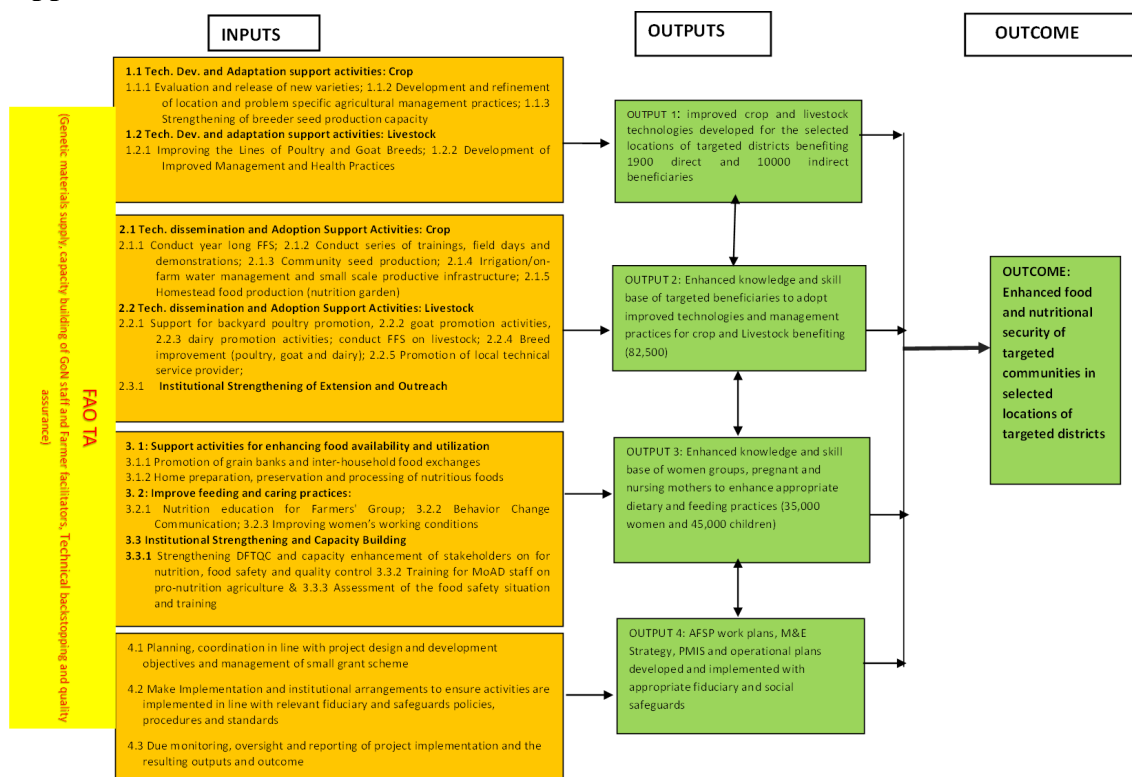 INPUTS
OUTPUTS
OUTCOME
FAO TA
(Genetic materials supply, capacity building of GoN staff and Farmer facilitators, Technical backstopping and quality
assurance)
1.1 Tech. Dev. and Adaptation support activities: Crop
1.1.1 Evaluation and release of new varieties; 1.1.2 Development and refinement
of location and problem specific agricultural management practices; 1.1.3
Strengthening of breeder seed production capacity
1.2 Tech. Dev. and adaptation support activities: Livestock
1.2.1 Improving the Lines of Poultry and Goat Breeds; 1.2.2 Development of
Improved Management and Health Practices
2.1 Tech. dissemination and Adoption Support Activities: Crop
2.1.1 Conduct year long FFS; 2.1.2 Conduct series of trainings, field days and
demonstrations; 2.1.3 Community seed production; 2.1.4 Irrigation/on-
farm water management and small scale productive infrastructure; 2.1.5
Homestead food production (nutrition garden)
2.2 Tech. dissemination and Adoption Support Activities: Livestock
2.2.1 Support for backyard poultry promotion, 2.2.2 goat promotion activities,
2.2.3 dairy promotion activities; conduct FFS on livestock; 2.2.4 Breed
improvement (poultry, goat and dairy); 2.2.5 Promotion of local technical
service provider;
2.3.1 Institutional Strengthening of Extension and Outreach
3. 1: Support activities for enhancing food availability and utilization
3.1.1 Promotion of grain banks and inter-household food exchanges
3.1.2 Home preparation, preservation and processing of nutritious foods
3. 2: Improve feeding and caring practices:
3.2.1 Nutrition education for Farmers' Group; 3.2.2 Behavior Change
Communication; 3.2.3 Improving women's working conditions
3.3 Institutional Strengthening and Capacity Building
3.3.1 Strengthening DFTQC and capacity enhancement of stakeholders on for
nutrition, food safety and quality control 3.3.2 Training for MoAD staff on
pro-nutrition agriculture & 3.3.3 Assessment of the food safety situation
and training
4.1 Planning, coordination in line with project design and development
objectives and management of small grant scheme
4.2 Make Implementation and institutional arrangements to ensure activities are
implemented in line with relevant fiduciary and safeguards policies,
procedures and standards
4.3 Due monitoring, oversight and reporting of project implementation and the
resulting outputs and outcome
OUTPUT 1: improved crop and livestock
technologies developed for the selected
locations of targeted districts benefiting
1900 direct and 10000 indirect
beneficiaries
OUTPUT 2: Enhanced knowledge and skill
base of targeted beneficiaries to adopt
improved technologies and management
practices for crop and Livestock benefiting
(82,500)
OUTPUT 3: Enhanced knowledge and skill
base of women groups, pregnant and
nursing mothers to enhance appropriate
dietary and feeding practices (35,000
women and 45,000 children)
OUTPUT 4: AFSP work plans, M&E
Strategy, PMIS and operational plans
developed and implemented with
appropriate fiduciary and social
safeguards
OUTCOME:
Enhanced food
and nutritional
security of
targeted
communities in
selected
locations of
targeted districts